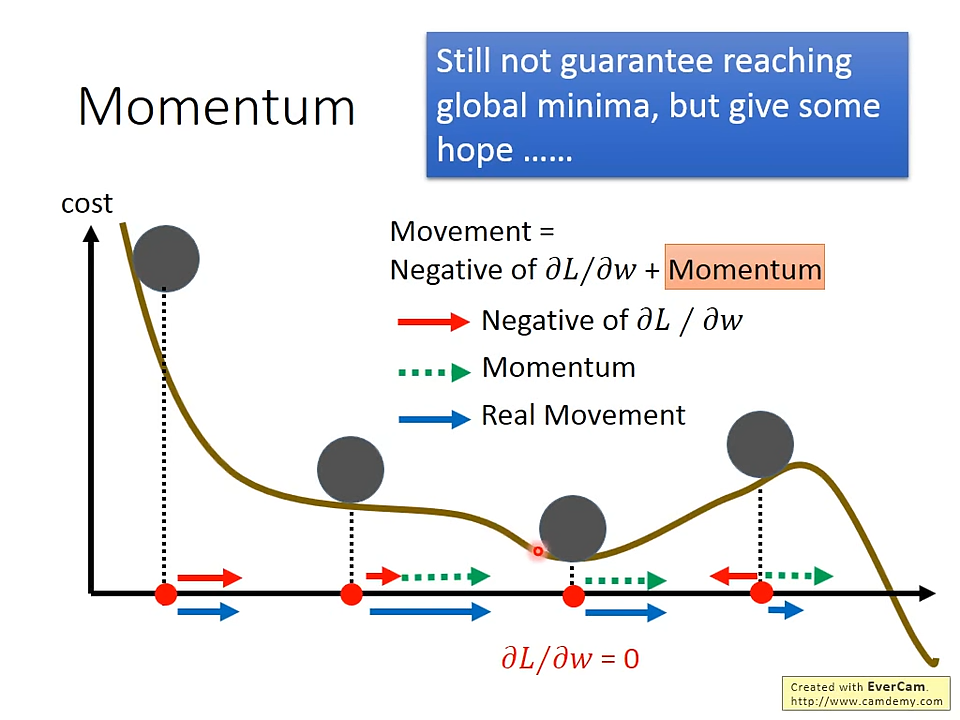 Momentum
Still not guarantee reaching
global minima, but give some
hope ......
cost
Movement =
Negative of ∂L/∂w + Momentum
Negative of ∂L / ∂w
Momentum
Real Movement
∂L/∂w = 0
Created with EverCam.
http://www.camdemy.com